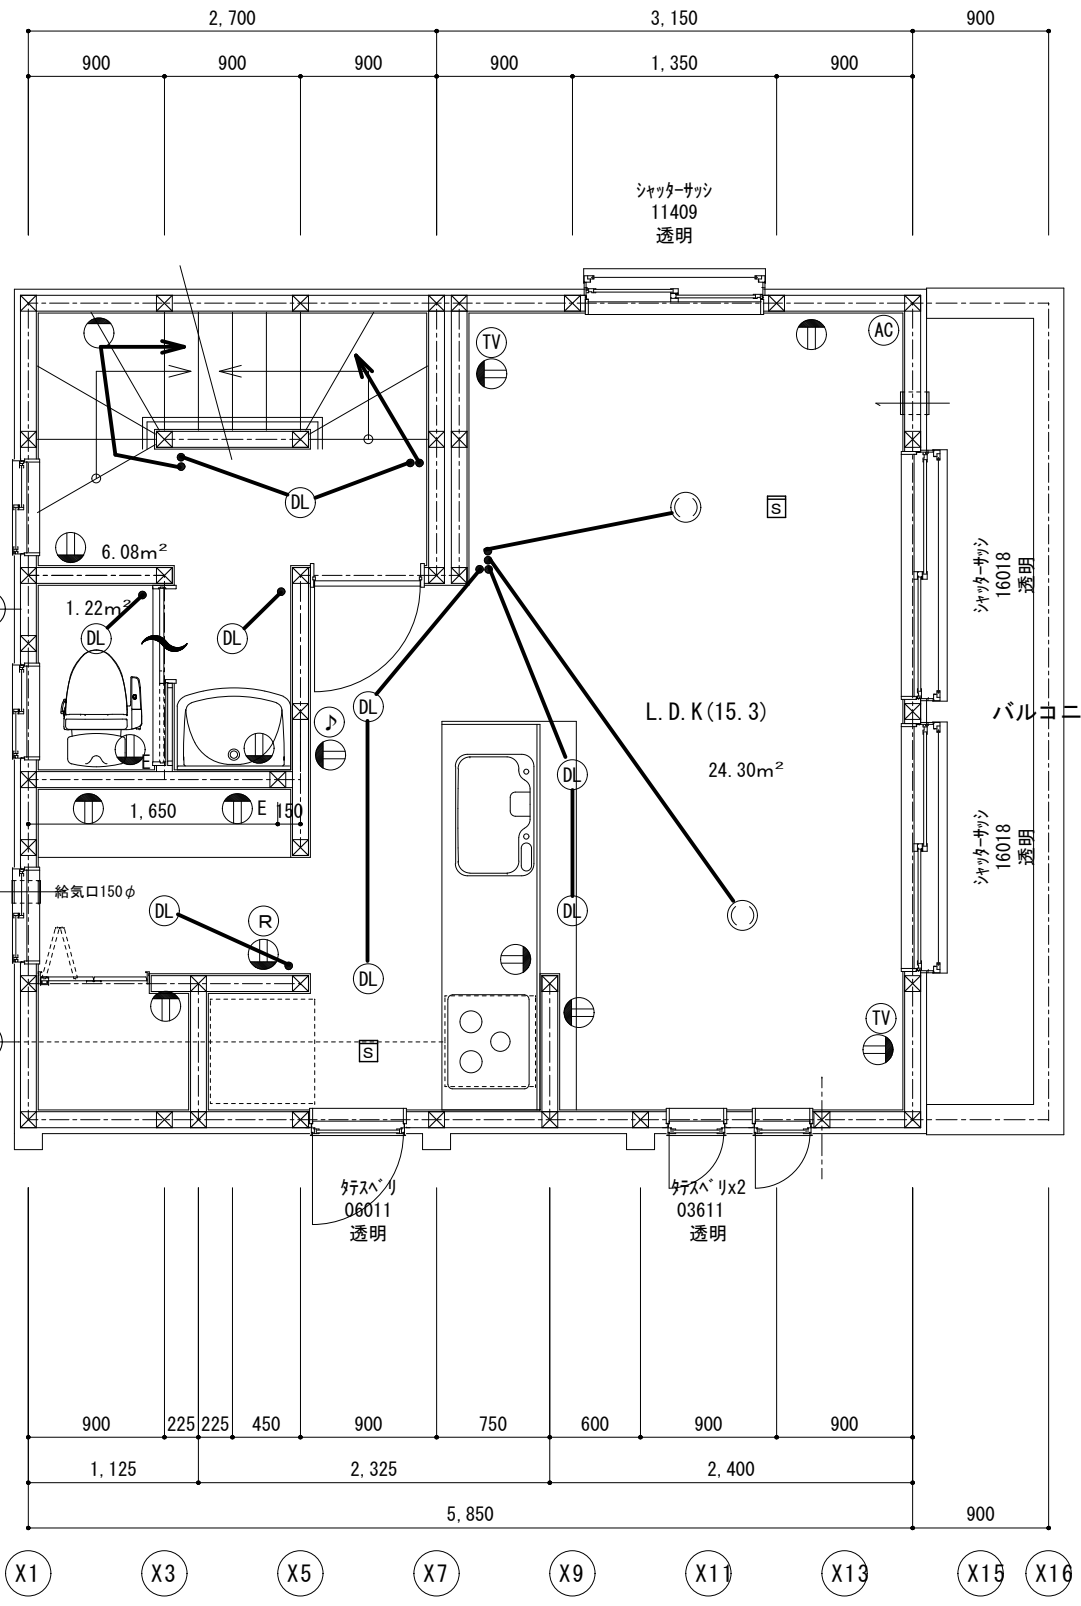 2,700 3,150 900
900 900 900 900 1,350 900
シャッターサッシ
11409
透明
TV AC
DL
6.08m²
S
シャッターサッシ
16018
透明
1.22m²
DL DL
DL
♪
L.D.K(15.3)
バルコニ
24.30m²
DL
1,650 E 150
E
シャッターサッシ
16018
透明
給気口150φ
DL R DL
DL
TV
S
タテスベリ
06011
透明
タテスベリx2
03611
透明
900 225 225 450 900 750 600 900 900
1,125 2,325 2,400
5,850 900
X1 X3 X5 X7 X9 X11 X13 X15 X16